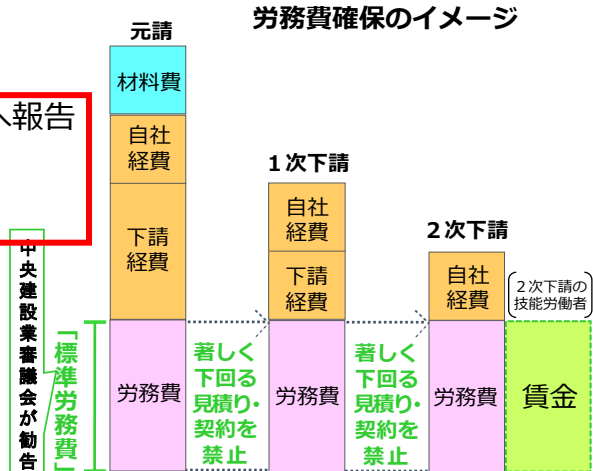 労務費確保のイメージ
元請
材料費
へ報告
自社
経費
下請
経費
労務費
1次下請
自社
経費
下請
経費
労務費
2次下請
自社
経費
労務費
2次下請の
技能労働者
賃金
中央建設業審議会が勧告
「標準労務費」
著しく
下回る
見積り・
契約を
禁止
著しく
下回る
見積り・
契約を
禁止